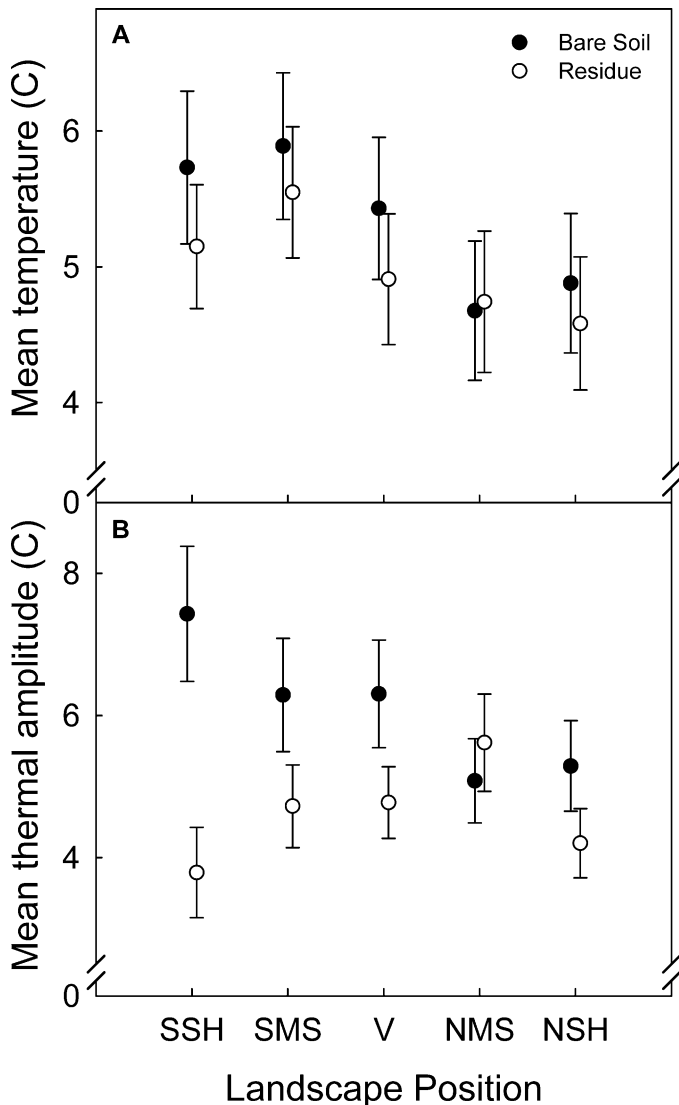 A
Bare Soil
Residue
Mean temperature (C)
6
5
4
0
B
Mean thermal amplitude (C)
8
6
4
0
SSH SMS V NMS NSH
Landscape Position